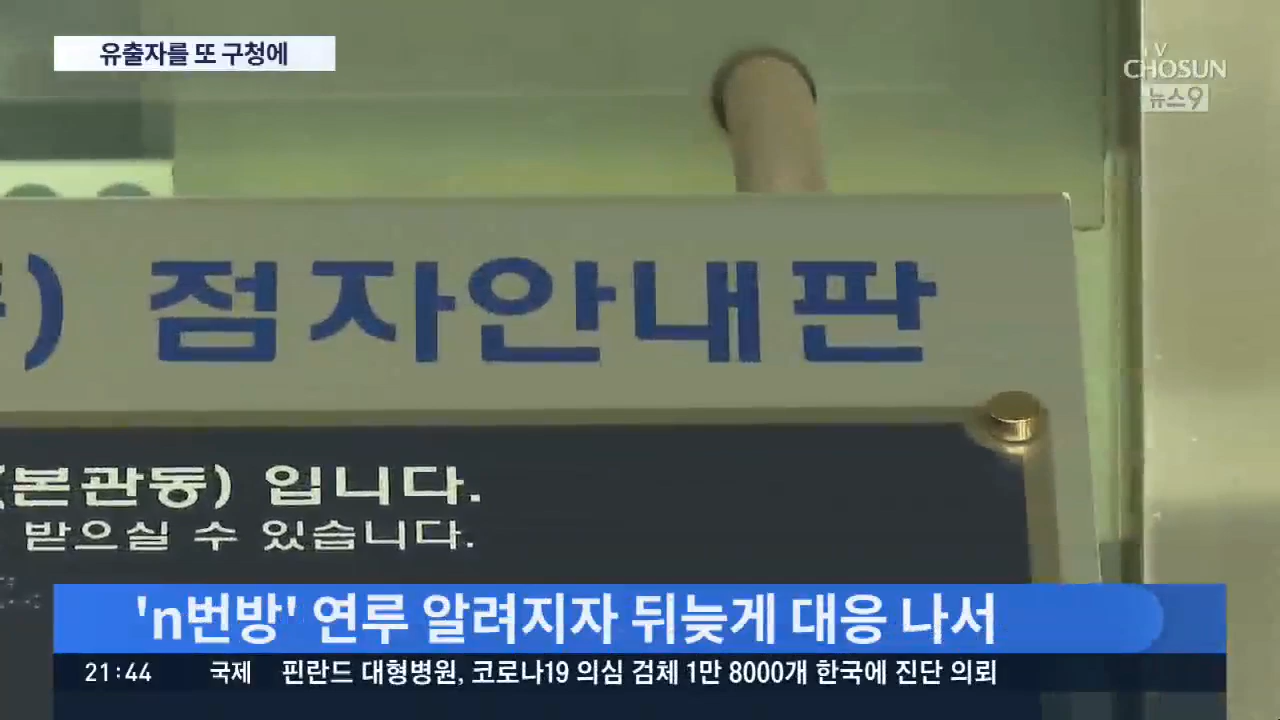 유출자를 또 구청에
TV
CHOSUN
뉴스9
) 점자안내판
(본관동) 입니다.
받으실 수 있습니다.
'n번방' 연루 알려지자 뒤늦게 대응 나서
21:44 국제 핀란드 대형병원, 코로나19 의심 검체 1만 8000개 한국에 진단 의뢰